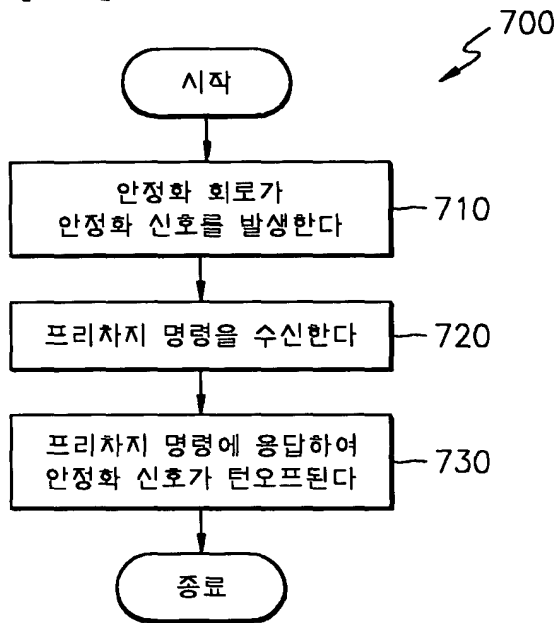 700
시작
안정화 회로가
안정화 신호를 발생한다
710
프리차지 명령을 수신한다
720
프리차지 명령에 응답하여
안정화 신호가 턴오프된다
730
종료